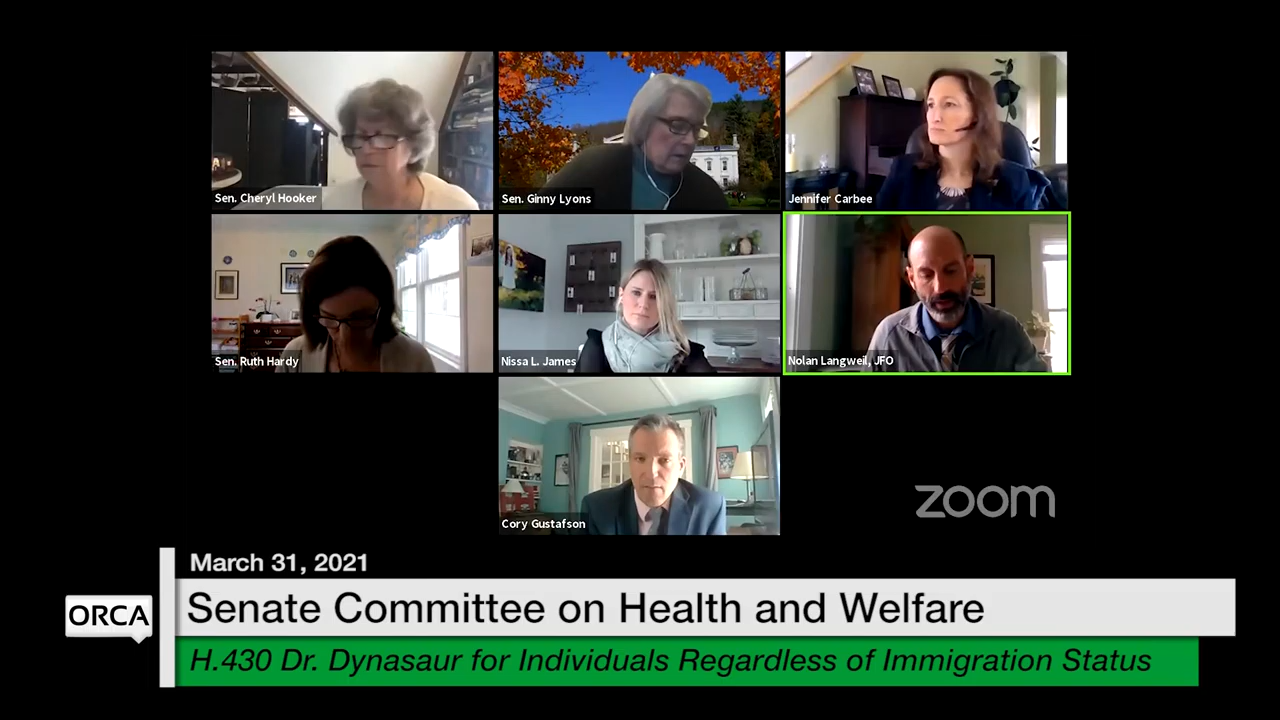 Sen. Cheryl Hooker
Sen. Ginny Lyons
Jennifer Carbee
Sen. Ruth Hardy
Nissa L. James
Nolan Langweil, JFO
Cory Gustafson
zoom
March 31, 2021
ORCA
Senate Committee on Health and Welfare
H.430 Dr. Dynasaur for Individuals Regardless of Immigration Status